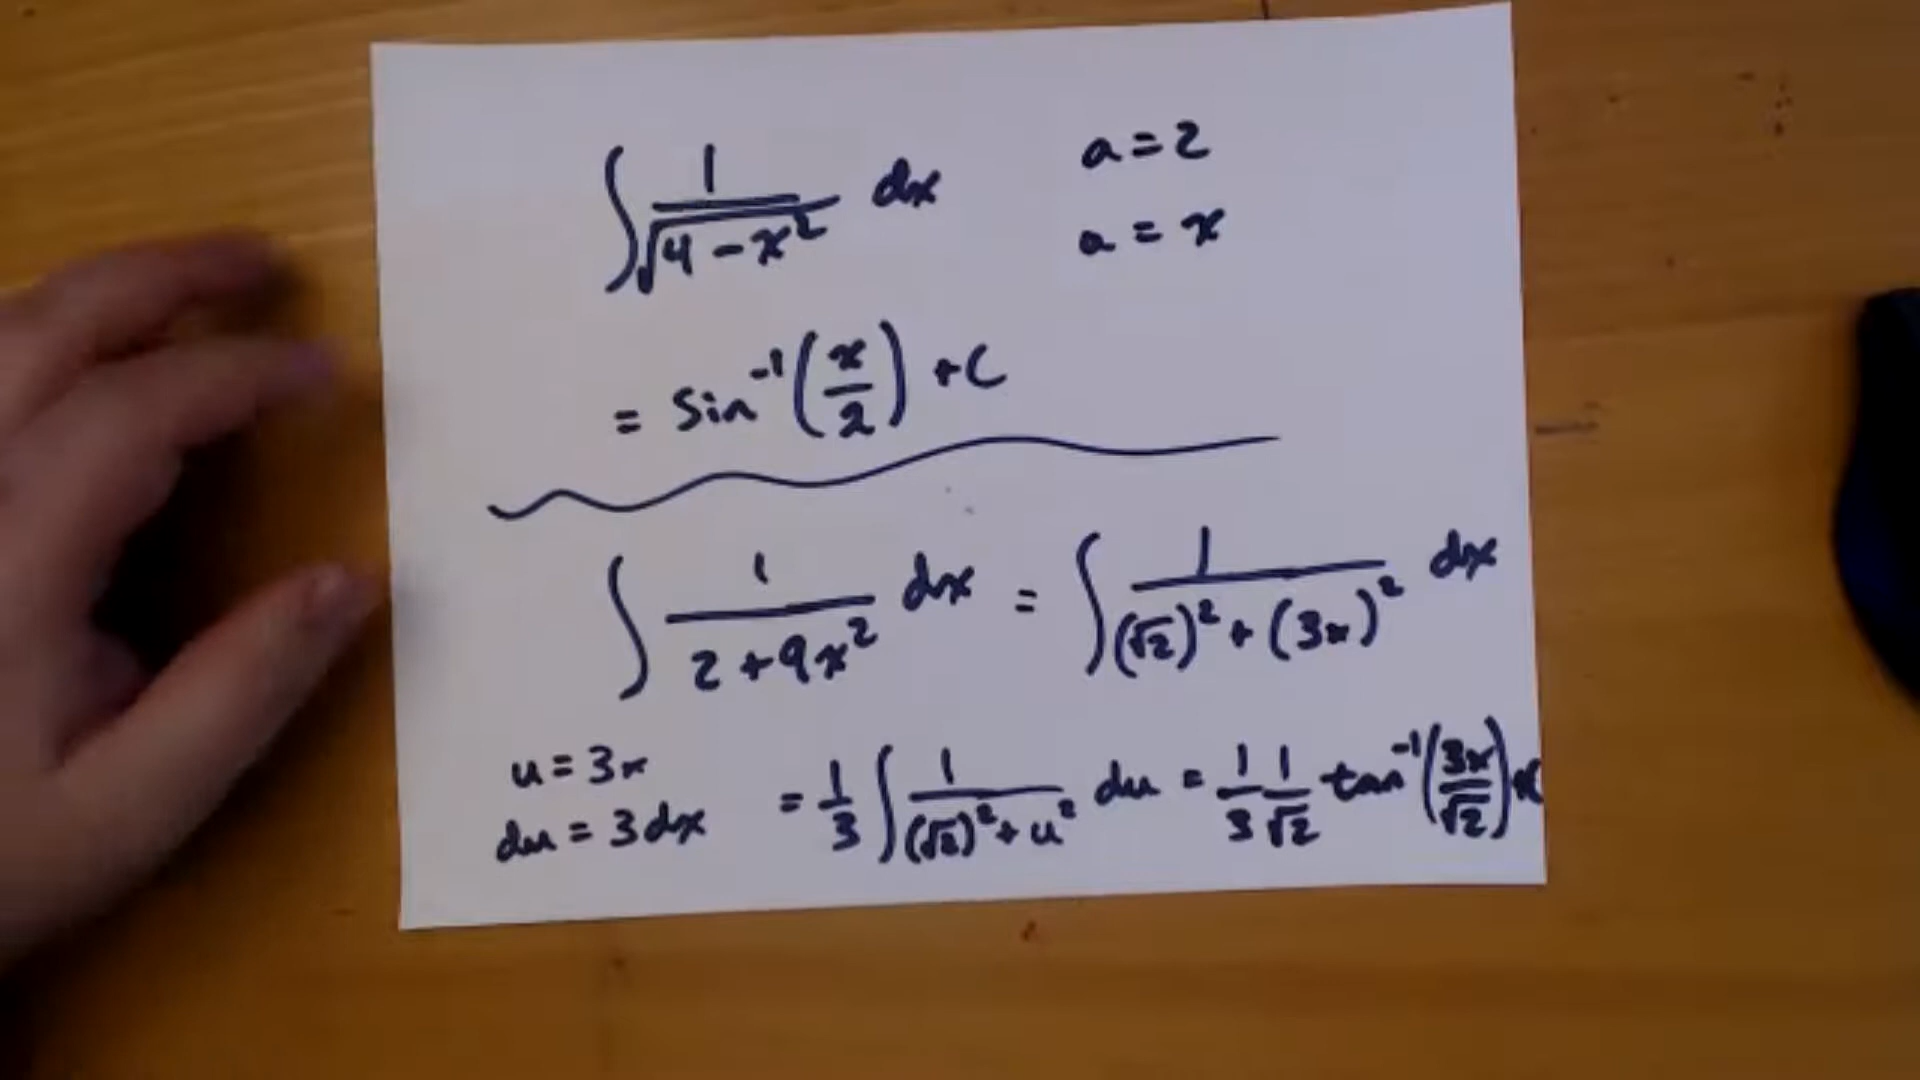 ∫ 1/√(4 - x²) dx    a = 2
a = x
= sin⁻¹(x/2) + C
∫ 1/(2 + 9x²) dx = ∫ 1/((√2)² + (3x)²) dx
u = 3x
du = 3dx    = 1/3 ∫ 1/((√2)² + u²) du = 1/3 1/√2 tan⁻¹(3x/√2) + C